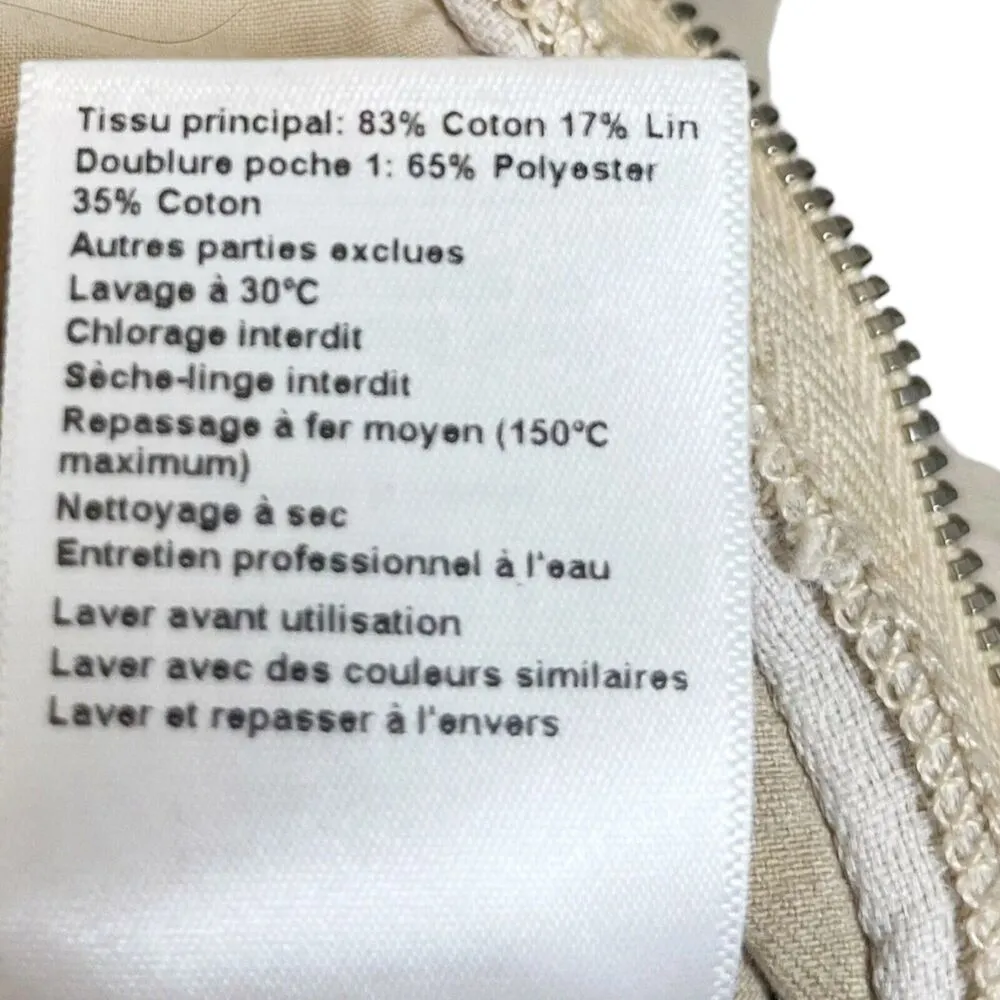 Tissu principal: 83% Coton 17% Lin
Doublure poche 1: 65% Polyester
35% Coton
Autres parties exclues
Lavage à 30°C
Chlorage interdit
Sèche-linge interdit
Repassage à fer moyen (150°C
maximum)
Nettoyage à sec
Entretien professionnel à l'eau
Laver avant utilisation
Laver avec des couleurs similaires
Laver et repasser à l'envers